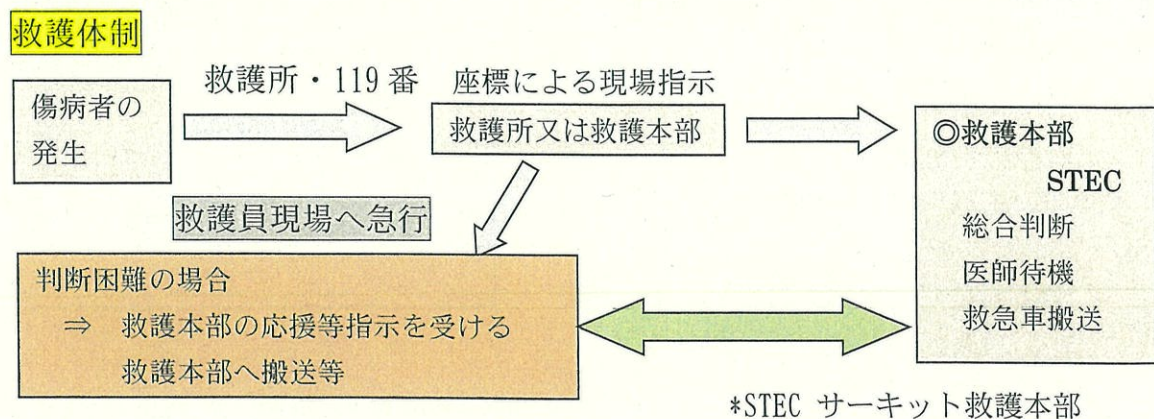 救護体制
傷病者の
発生
救護所・119番
座標による現場指示
救護所又は救護本部
◎救護本部
STEC
総合判断
医師待機
救急車搬送
救護員現場へ急行
判断困難の場合
⇒ 救護本部の応援等指示を受ける
救護本部へ搬送等
*STEC サーキット救護本部